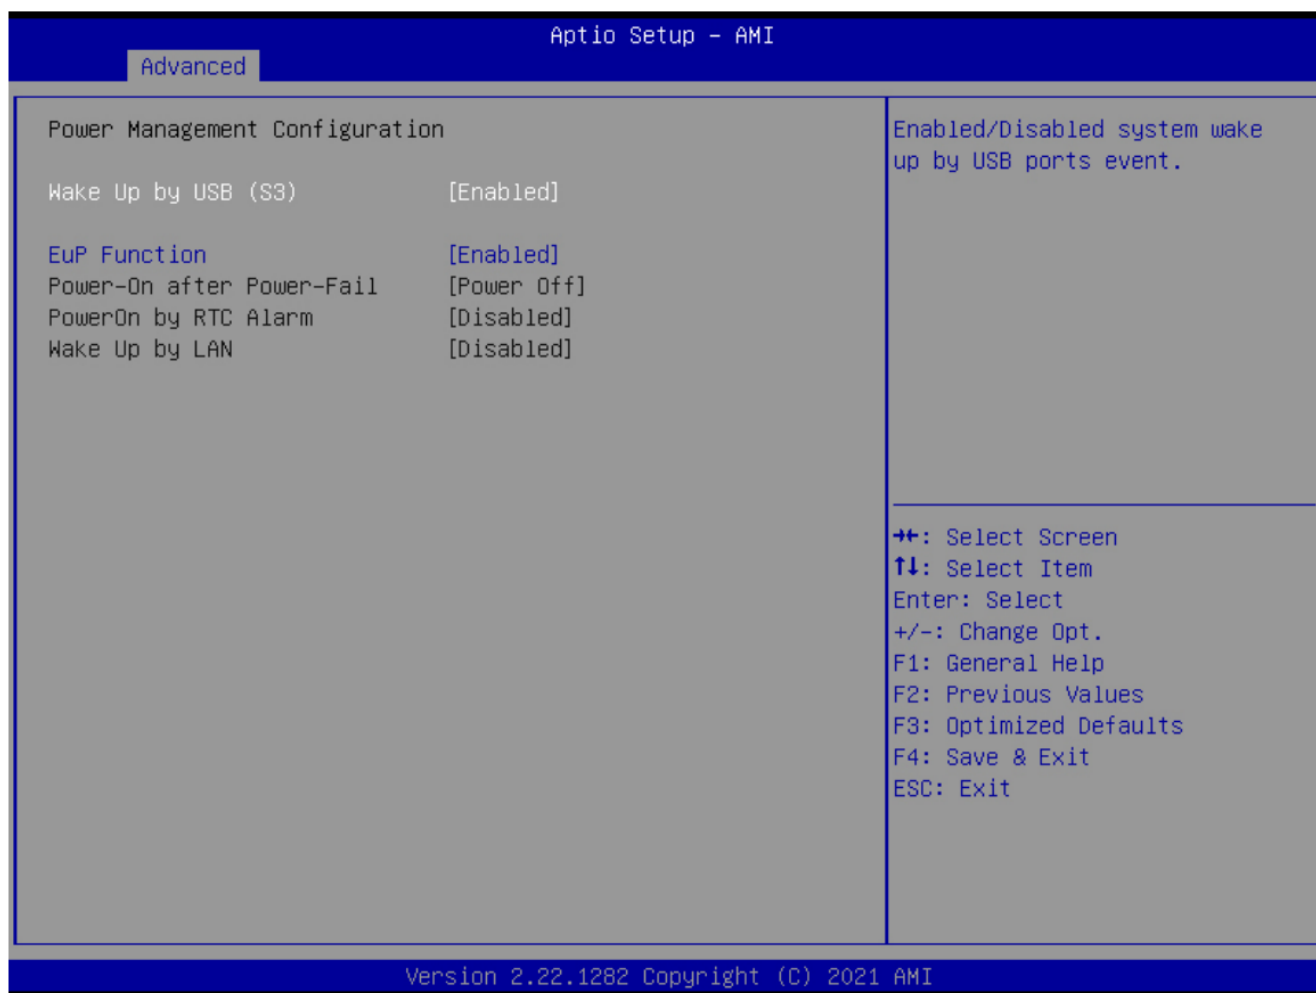 Aptio Setup – AMI
Advanced
Power Management Configuration
Wake Up by USB (S3) [Enabled]
EuP Function [Enabled]
Power-On after Power-Fail [Power Off]
PowerOn by RTC Alarm [Disabled]
Wake Up by LAN [Disabled]
Enabled/Disabled system wake
up by USB ports event.
→←: Select Screen
↑↓: Select Item
Enter: Select
+/-: Change Opt.
F1: General Help
F2: Previous Values
F3: Optimized Defaults
F4: Save & Exit
ESC: Exit
Version 2.22.1282 Copyright (C) 2021 AMI